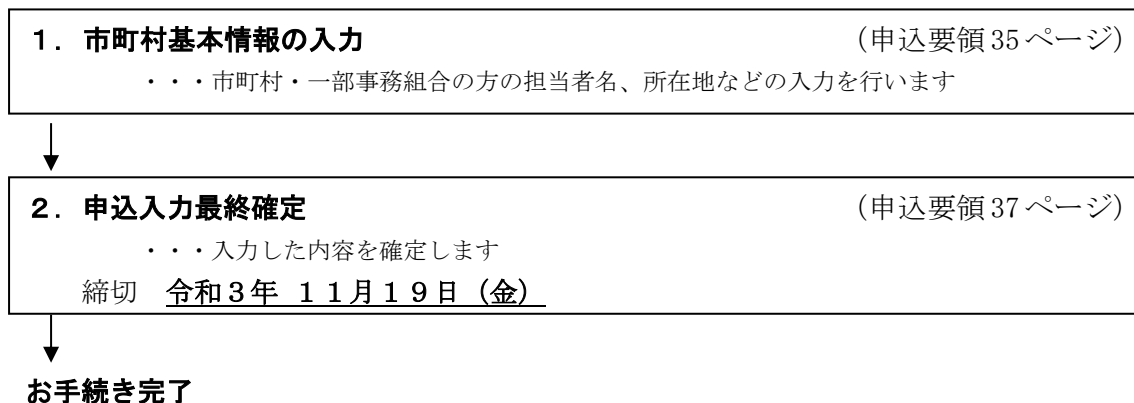 １．市町村基本情報の入力 （申込要領 35 ページ）
・・・市町村・一部事務組合の方の担当者名、所在地などの入力を行います
２．申込入力最終確定 （申込要領 37 ページ）
・・・入力した内容を確定します
締切 令和３年 １１月１９日（金）
お手続き完了